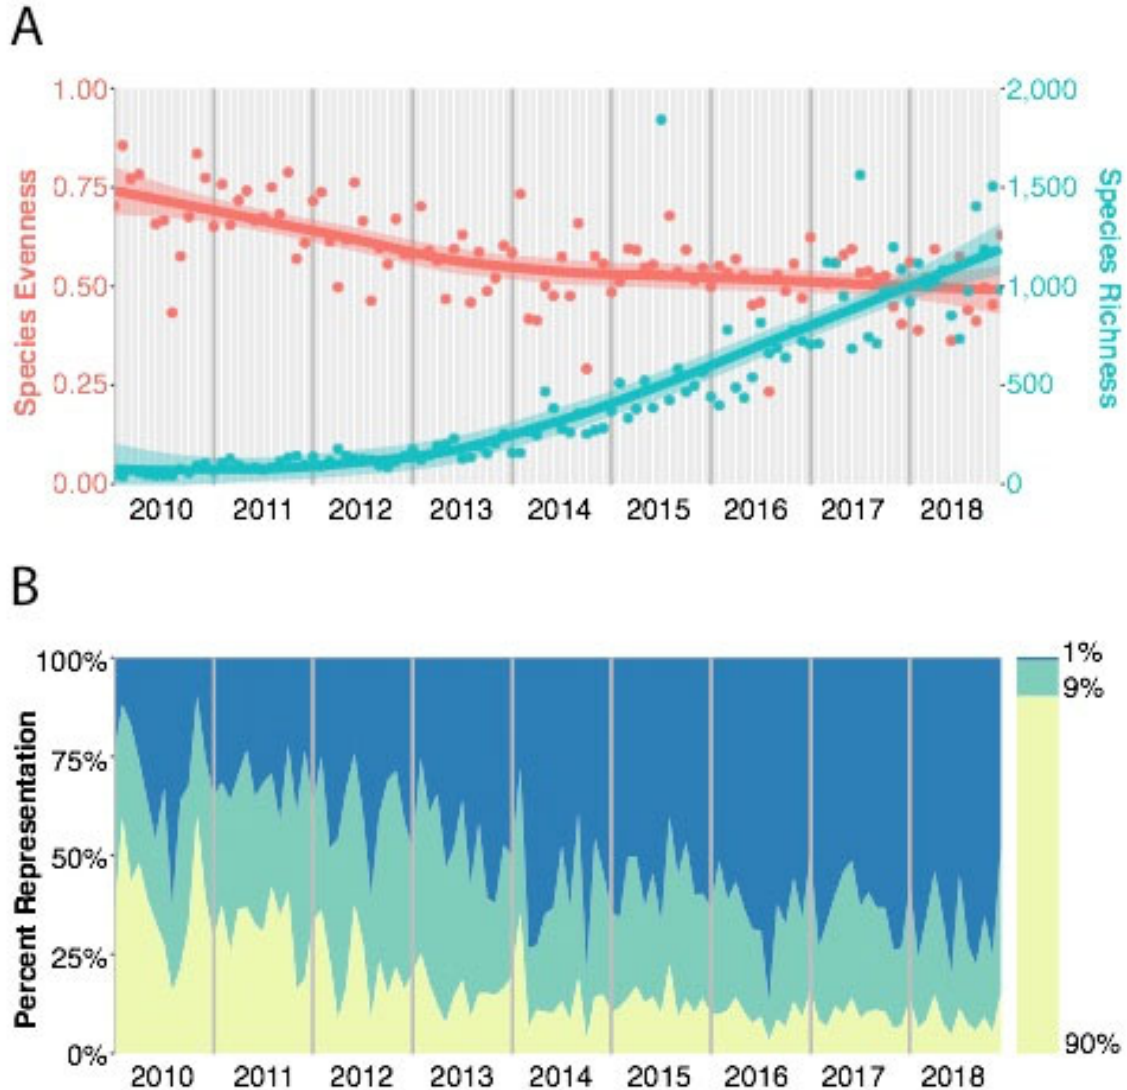 A
1.00
0.75
0.50
0.25
0.00
Species Evenness
2,000
1,500
1,000
500
0
Species Richness
2010 2011 2012 2013 2014 2015 2016 2017 2018
B
100%
75%
50%
25%
0%
Percent Representation
1%
9%
90%
2010 2011 2012 2013 2014 2015 2016 2017 2018